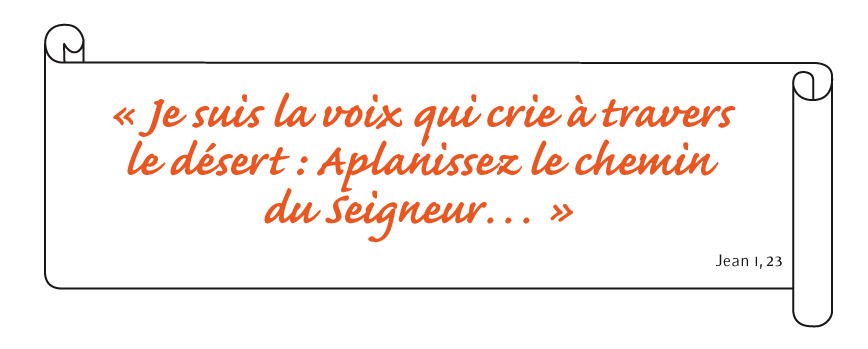 « Je suis la voix qui crie à travers
le désert : Aplanissez le chemin
du Seigneur... »
Jean 1, 23